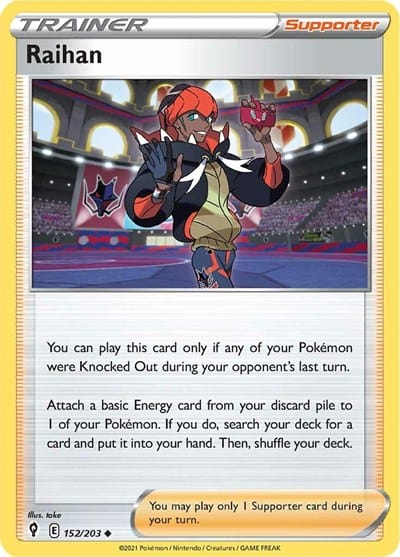 TRAINER Supporter
Raihan
You can play this card only if any of your Pokémon
were Knocked Out during your opponent's last turn.
Attach a basic Energy card from your discard pile to
1 of your Pokémon. If you do, search your deck for a
card and put it into your hand. Then, shuffle your deck.
Illus. take
E 152/203
You may play only 1 Supporter card during
your turn.
©2021 Pokémon / Nintendo / Creatures / GAME FREAK